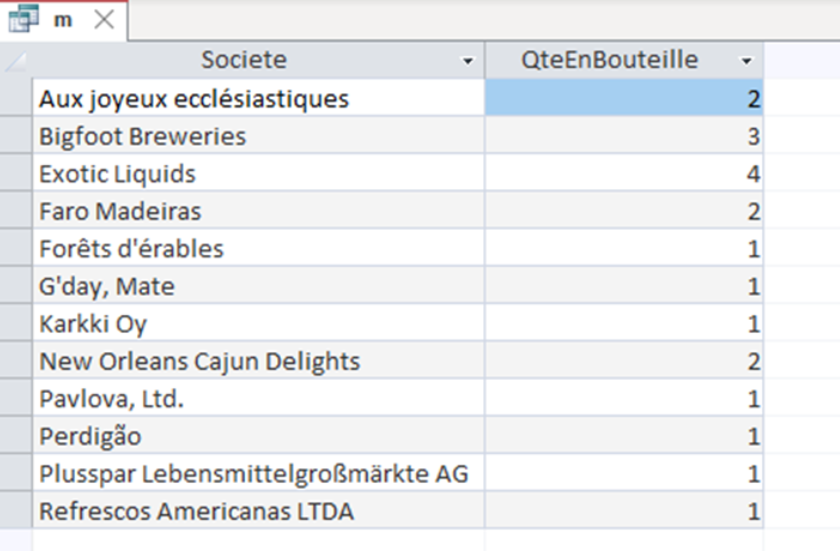 m
Societe QteEnBouteille
Aux joyeux ecclésiastiques 2
Bigfoot Breweries 3
Exotic Liquids 4
Faro Madeiras 2
Forêts d'érables 1
G'day, Mate 1
Karkki Oy 1
New Orleans Cajun Delights 2
Pavlova, Ltd. 1
Perdigão 1
Plusspar Lebensmittelgroßmärkte AG 1
Refrescos Americanas LTDA 1